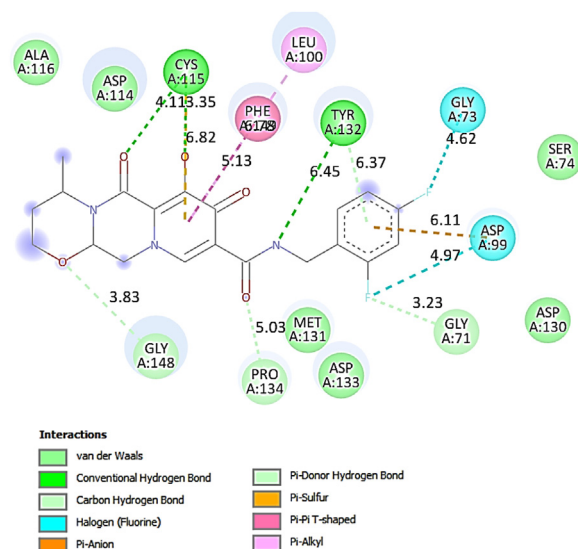 LEU
A:100
ALA
A:116
ASP
A:114
CYS
A:115
4.11
3.35
6.82
PHE
5.13
TYR
A:132
GLY
A:73
4.62
6.37
6.45
SER
A:74
O
O
O
N
N
O
N
H
O
F
F
6.11
ASP
A:99
4.97
3.83
3.23
5.03
GLY
A:148
MET
A:131
GLY
A:71
ASP
A:130
PRO
A:134
ASP
A:133
Interactions
van der Waals
Conventional Hydrogen Bond
Carbon Hydrogen Bond
Halogen (Fluorine)
Pi-Anion
Pi-Donor Hydrogen Bond
Pi-Sulfur
Pi-Pi T-shaped
Pi-Alkyl